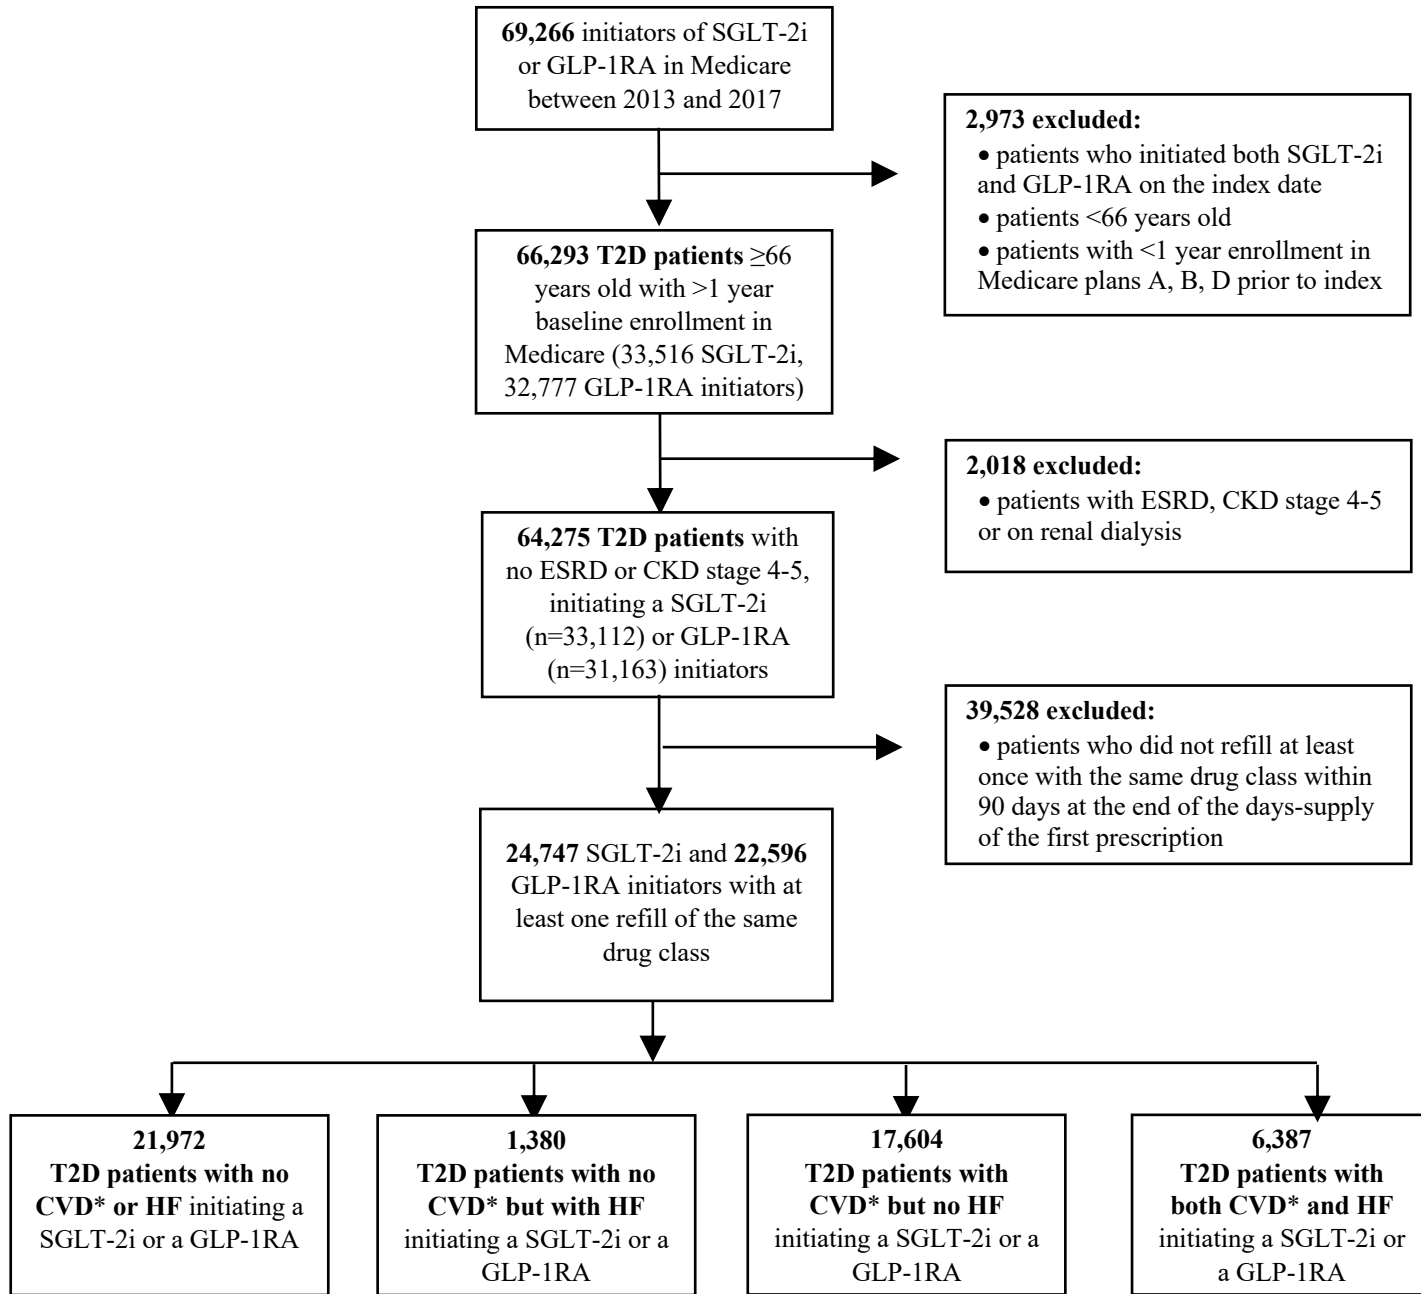 69,266 initiators of SGLT-2i
or GLP-1RA in Medicare
between 2013 and 2017
2,973 excluded:
• patients who initiated both SGLT-2i
and GLP-1RA on the index date
• patients <66 years old
• patients with <1 year enrollment in
Medicare plans A, B, D prior to index
66,293 T2D patients ≥66
years old with >1 year
baseline enrollment in
Medicare (33,516 SGLT-2i,
32,777 GLP-1RA initiators)
2,018 excluded:
• patients with ESRD, CKD stage 4-5
or on renal dialysis
64,275 T2D patients with
no ESRD or CKD stage 4-5,
initiating a SGLT-2i
(n=33,112) or GLP-1RA
(n=31,163) initiators
39,528 excluded:
• patients who did not refill at least
once with the same drug class within
90 days at the end of the days-supply
of the first prescription
24,747 SGLT-2i and 22,596
GLP-1RA initiators with at
least one refill of the same
drug class
21,972
T2D patients with no
CVD* or HF initiating a
SGLT-2i or a GLP-1RA
1,380
T2D patients with no
CVD* but with HF
initiating a SGLT-2i or a
GLP-1RA
17,604
T2D patients with
CVD* but no HF
initiating a SGLT-2i or a
GLP-1RA
6,387
T2D patients with
both CVD* and HF
initiating a SGLT-2i or
a GLP-1RA